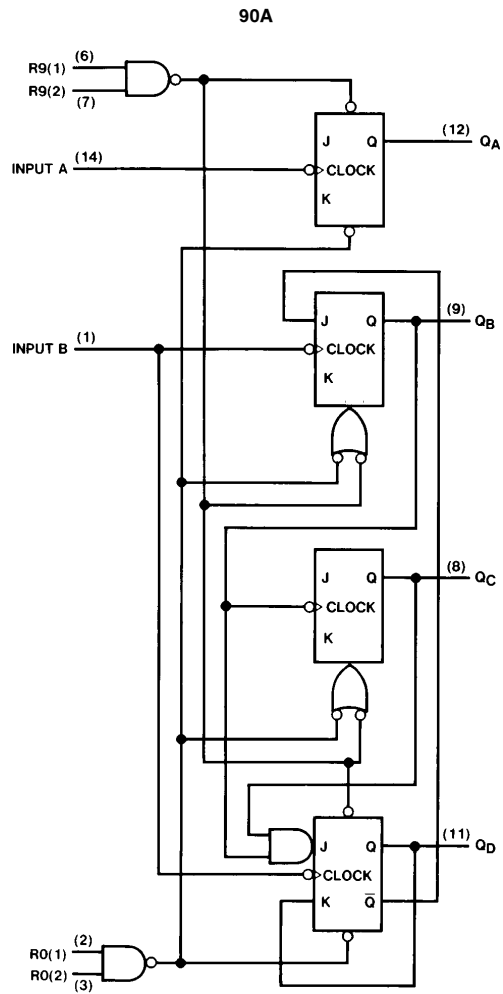 90A
(6)
R9(1)
R9(2)
(7)
J Q (12) QA
INPUT A (14) CLOCK
K
J Q (9) QB
INPUT B (1) CLOCK
K
J Q (8) QC
CLOCK
K
J Q (11) QD
CLOCK
K Q̅
(2)
R0(1)
R0(2)
(3)